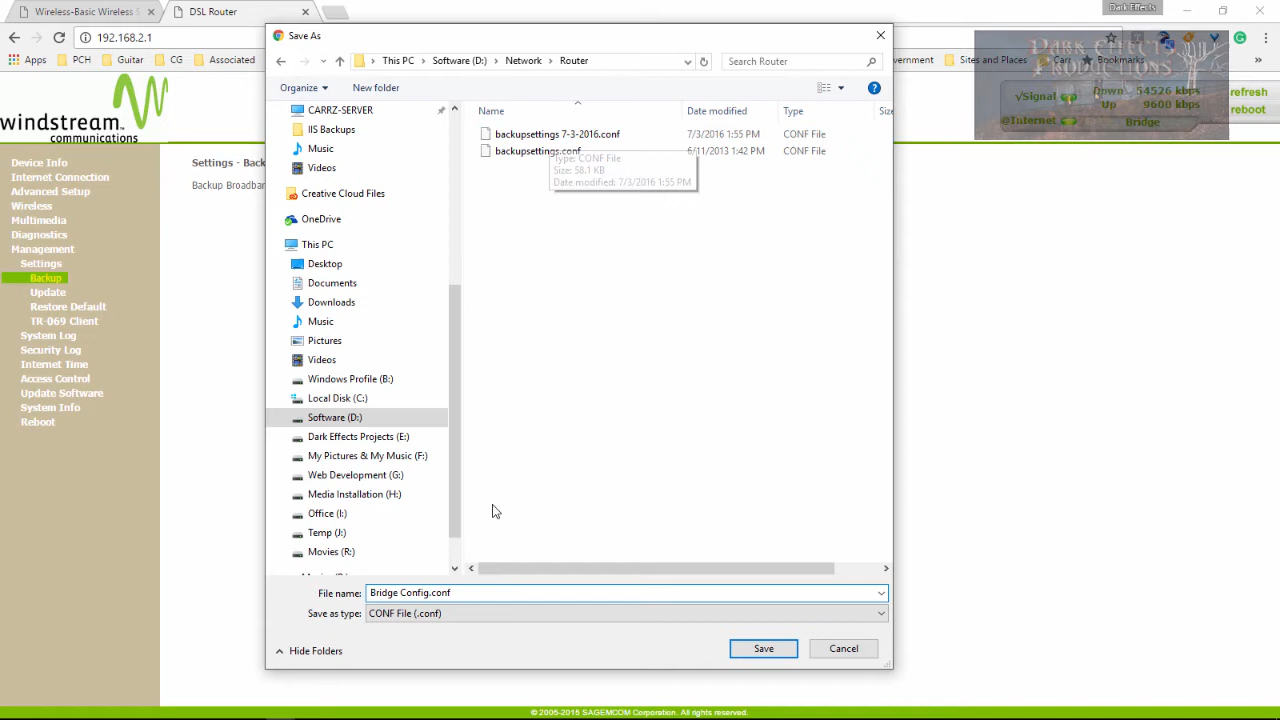 Wireless-Basic Wireless S
DSL Router
Dark Effects
192.168.2.1
Apps
PCH
Guitar
CG
Associated
vernment
Sites and Places
Carr
Bookmarks
windstream
communications
Device Info
Internet Connection
Advanced Setup
Wireless
Multimedia
Diagnostics
Management
Settings
Backup
Update
Restore Default
TR-069 Client
System Log
Security Log
Internet Time
Access Control
Update Software
System Info
Reboot
Settings - Back
Backup Broadban
Save As
This PC
Software (D:)
Network
Router
Search Router
Organize
New folder
CARRZ-SERVER
IIS Backups
Music
Videos
Creative Cloud Files
OneDrive
This PC
Desktop
Documents
Downloads
Music
Pictures
Videos
Windows Profile (B:)
Local Disk (C:)
Software (D:)
Dark Effects Projects (E:)
My Pictures & My Music (F:)
Web Development (G:)
Media Installation (H:)
Office (I:)
Temp (J:)
Movies (R:)
Name
Date modified
Type
Size
backupsettings 7-3-2016.conf
7/3/2016 1:55 PM
CONF File
backupsettings.conf
6/11/2013 1:42 PM
CONF File
Type: CONF File
Size: 58.1 KB
Date modified: 7/3/2016 1:55 PM
File name:
Bridge Config.conf
Save as type:
CONF File (.conf)
Hide Folders
Save
Cancel
DARK EFFECTS
PRODUCTIONS
√Signal
Down 54526 kbps
Up 9600 kbps
@Internet
Bridge
refresh
reboot
© 2005-2015 SAGEMCOM Corporation. All rights reserved.